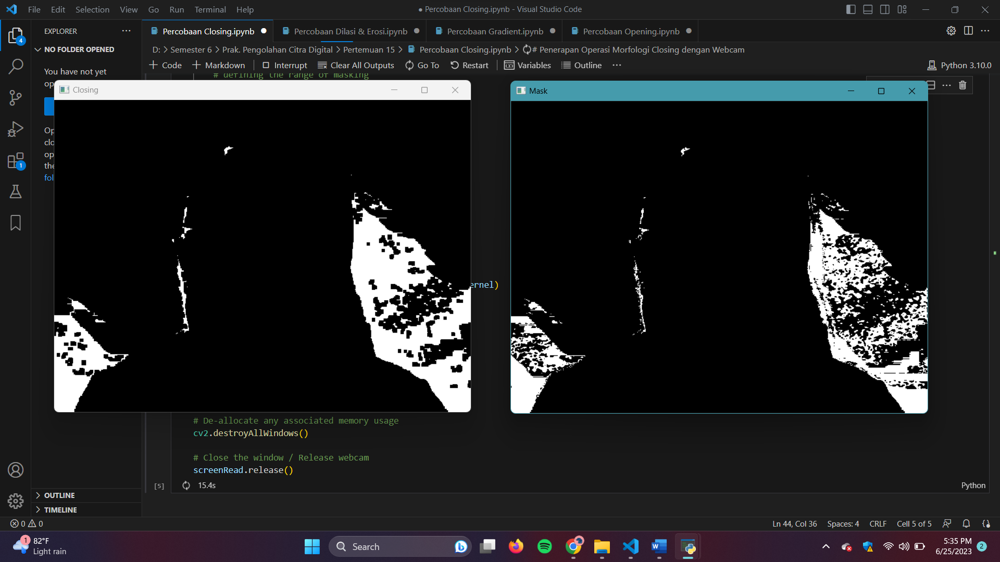 File Edit Selection View Go Run Terminal Help
● Percobaan Closing.ipynb - Visual Studio Code
EXPLORER
Percobaan Closing.ipynb
Percobaan Dilasi & Erosi.ipynb
Percobaan Gradient.ipynb
Percobaan Opening.ipynb
NO FOLDER OPENED
D: > Semester 6 > Prak. Pengolahan Citra Digital > Pertemuan 15 > Percobaan Closing.ipynb > # Penerapan Operasi Morfologi Closing dengan Webcam
+ Code + Markdown Interrupt Clear All Outputs Go To Restart Variables Outline ... Python 3.10.0
You have not yet
op
# defining the range of masking
Closing
Mask
Op
clo
op
the
fol
ernel)
# De-allocate any associated memory usage
cv2.destroyAllWindows()
# Close the window / Release webcam
screenRead.release()
[5] 15.4s Python
OUTLINE
TIMELINE
4
1
0 0
Ln 44, Col 36 Spaces: 4 CRLF Cell 5 of 5
1
82°F
Light rain
Search
5:35 PM
6/25/2023
2